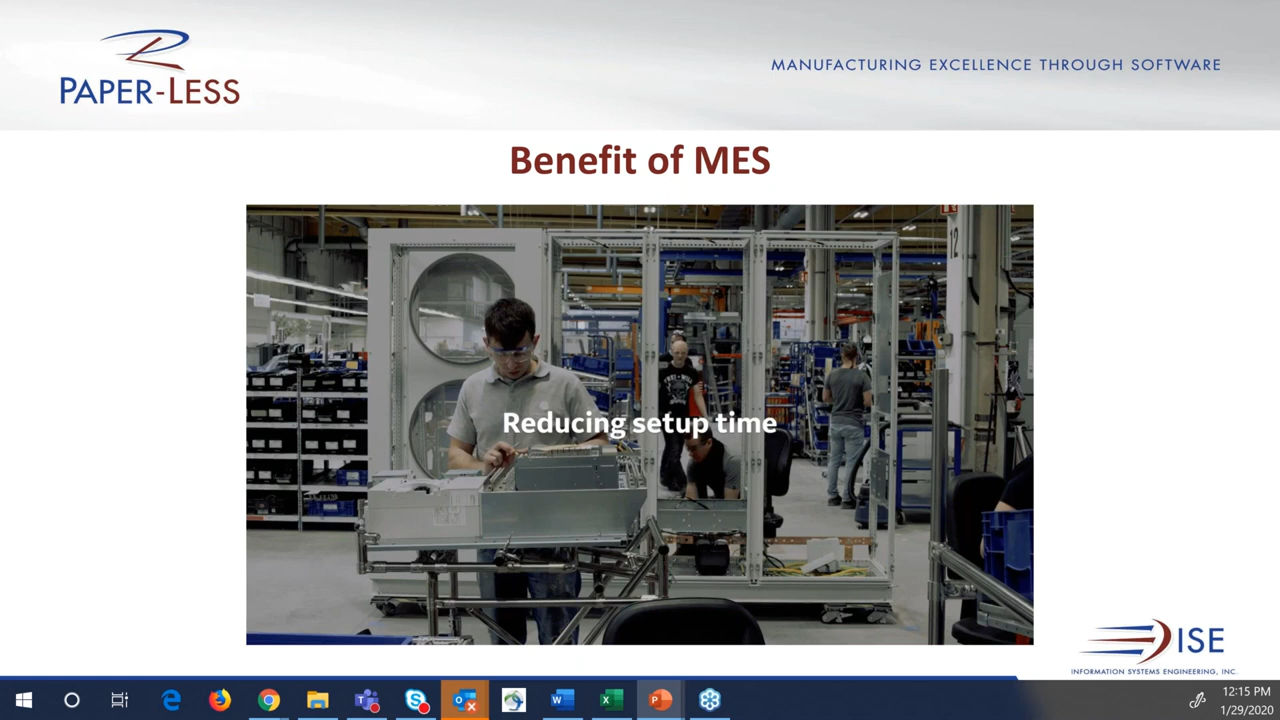 PAPER-LESS
MANUFACTURING EXCELLENCE THROUGH SOFTWARE
Benefit of MES
12
Reducing setup time
ISE
INFORMATION SYSTEMS ENGINEERING, INC.
12:15 PM
1/29/2020